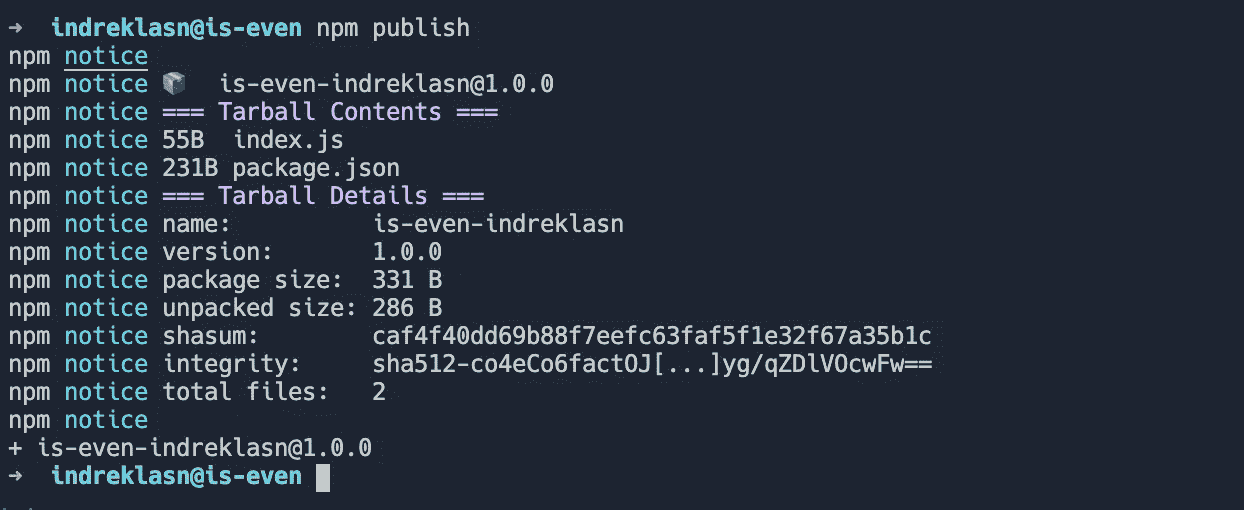 → indreklasn@is-even npm publish
npm notice
npm notice 📦 is-even-indreklasn@1.0.0
npm notice === Tarball Contents ===
npm notice 55B index.js
npm notice 231B package.json
npm notice === Tarball Details ===
npm notice name: is-even-indreklasn
npm notice version: 1.0.0
npm notice package size: 331 B
npm notice unpacked size: 286 B
npm notice shasum: caf4f40dd69b88f7eefc63faf5f1e32f67a35b1c
npm notice integrity: sha512-co4eCo6factOJ[...]yg/qZDlVOcwFw==
npm notice total files: 2
npm notice
+ is-even-indreklasn@1.0.0
→ indreklasn@is-even